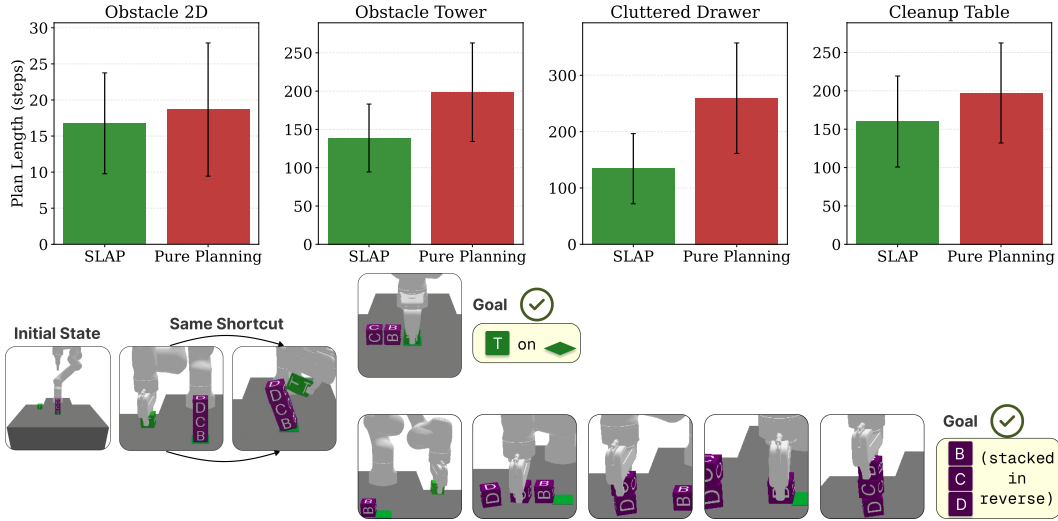 Obstacle 2D
Obstacle Tower
Cluttered Drawer
Cleanup Table
Plan Length (steps)
30
25
20
15
10
5
0
SLAP
Pure Planning
250
200
150
100
50
0
SLAP
Pure Planning
300
200
100
0
SLAP
Pure Planning
250
200
150
100
50
0
SLAP
Pure Planning
Initial State
Same Shortcut
D
C
B
D
C
B
T
C B
Goal
T on
B
D
B
B
D
C
B
Goal
B
C
D
(stacked
in
reverse)